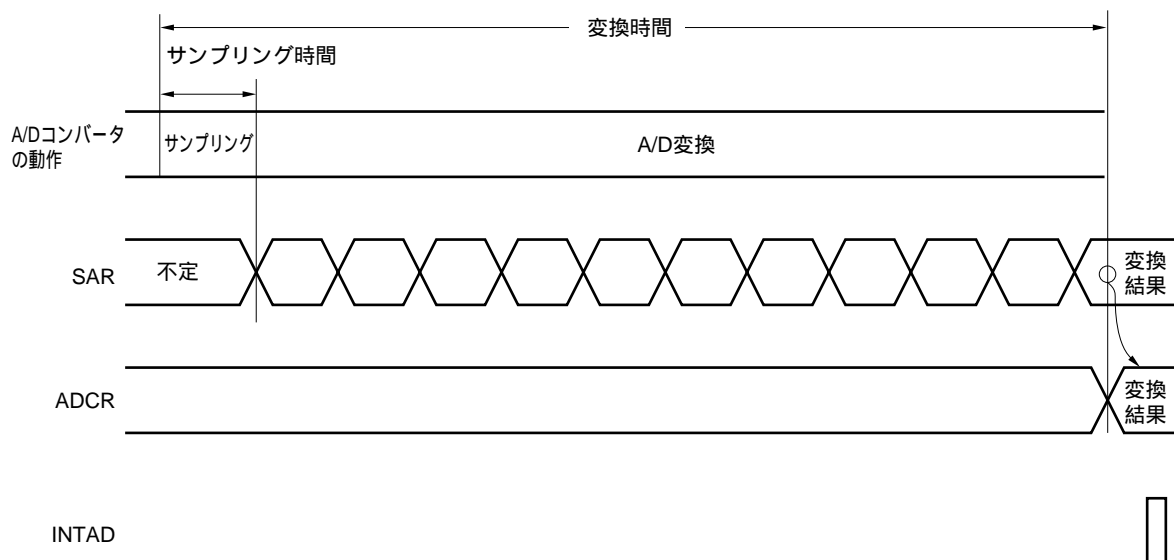 変換時間
サンプリング時間
A/Dコンバータ
の動作
サンプリング
A/D変換
SAR
不定
変換
結果
ADCR
変換
結果
INTAD